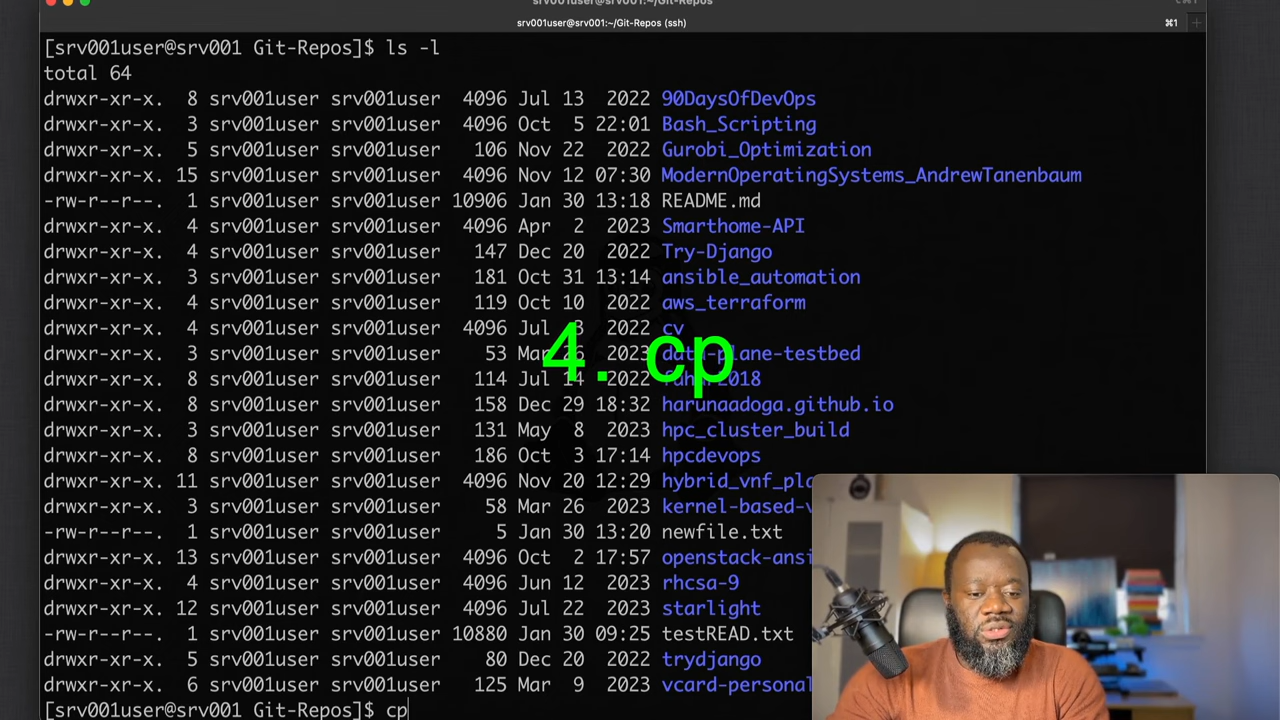 srv001user@srv001:~/Git-Repos
srv001user@srv001:~/Git-Repos (ssh)
⌘1
[srv001user@srv001 Git-Repos]$ ls -l
total 64
drwxr-xr-x. 8 srv001user srv001user 4096 Jul 13 2022 90DaysOfDevOps
drwxr-xr-x. 3 srv001user srv001user 4096 Oct 5 22:01 Bash_Scripting
drwxr-xr-x. 5 srv001user srv001user 106 Nov 22 2022 Gurobi_Optimization
drwxr-xr-x. 15 srv001user srv001user 4096 Nov 12 07:30 ModernOperatingSystems_AndrewTanenbaum
-rw-r--r--. 1 srv001user srv001user 10906 Jan 30 13:18 README.md
drwxr-xr-x. 4 srv001user srv001user 4096 Apr 2 2023 Smarthome-API
drwxr-xr-x. 4 srv001user srv001user 147 Dec 20 2022 Try-Django
drwxr-xr-x. 3 srv001user srv001user 181 Oct 31 13:14 ansible_automation
drwxr-xr-x. 4 srv001user srv001user 119 Oct 10 2022 aws_terraform
drwxr-xr-x. 4 srv001user srv001user 4096 Jul 3 2022 cv
4. cp
drwxr-xr-x. 3 srv001user srv001user 53 Mar 26 2023 data-plane-testbed
drwxr-xr-x. 8 srv001user srv001user 114 Jul 14 2022
drwxr-xr-x. 8 srv001user srv001user 158 Dec 29 18:32 harunaadoga.github.io
drwxr-xr-x. 3 srv001user srv001user 131 May 8 2023 hpc_cluster_build
drwxr-xr-x. 8 srv001user srv001user 186 Oct 3 17:14 hpcdevops
drwxr-xr-x. 11 srv001user srv001user 4096 Nov 20 12:29 hybrid_vnf_pla
drwxr-xr-x. 3 srv001user srv001user 58 Mar 26 2023 kernel-based-v
-rw-r--r--. 1 srv001user srv001user 5 Jan 30 13:20 newfile.txt
drwxr-xr-x. 13 srv001user srv001user 4096 Oct 2 17:57 openstack-ansi
drwxr-xr-x. 4 srv001user srv001user 4096 Jun 12 2023 rhcsa-9
drwxr-xr-x. 12 srv001user srv001user 4096 Jul 22 2023 starlight
-rw-r--r--. 1 srv001user srv001user 10880 Jan 30 09:25 testREAD.txt
drwxr-xr-x. 5 srv001user srv001user 80 Dec 20 2022 trydjango
drwxr-xr-x. 6 srv001user srv001user 125 Mar 9 2023 vcard-personal
[srv001user@srv001 Git-Repos]$ cp